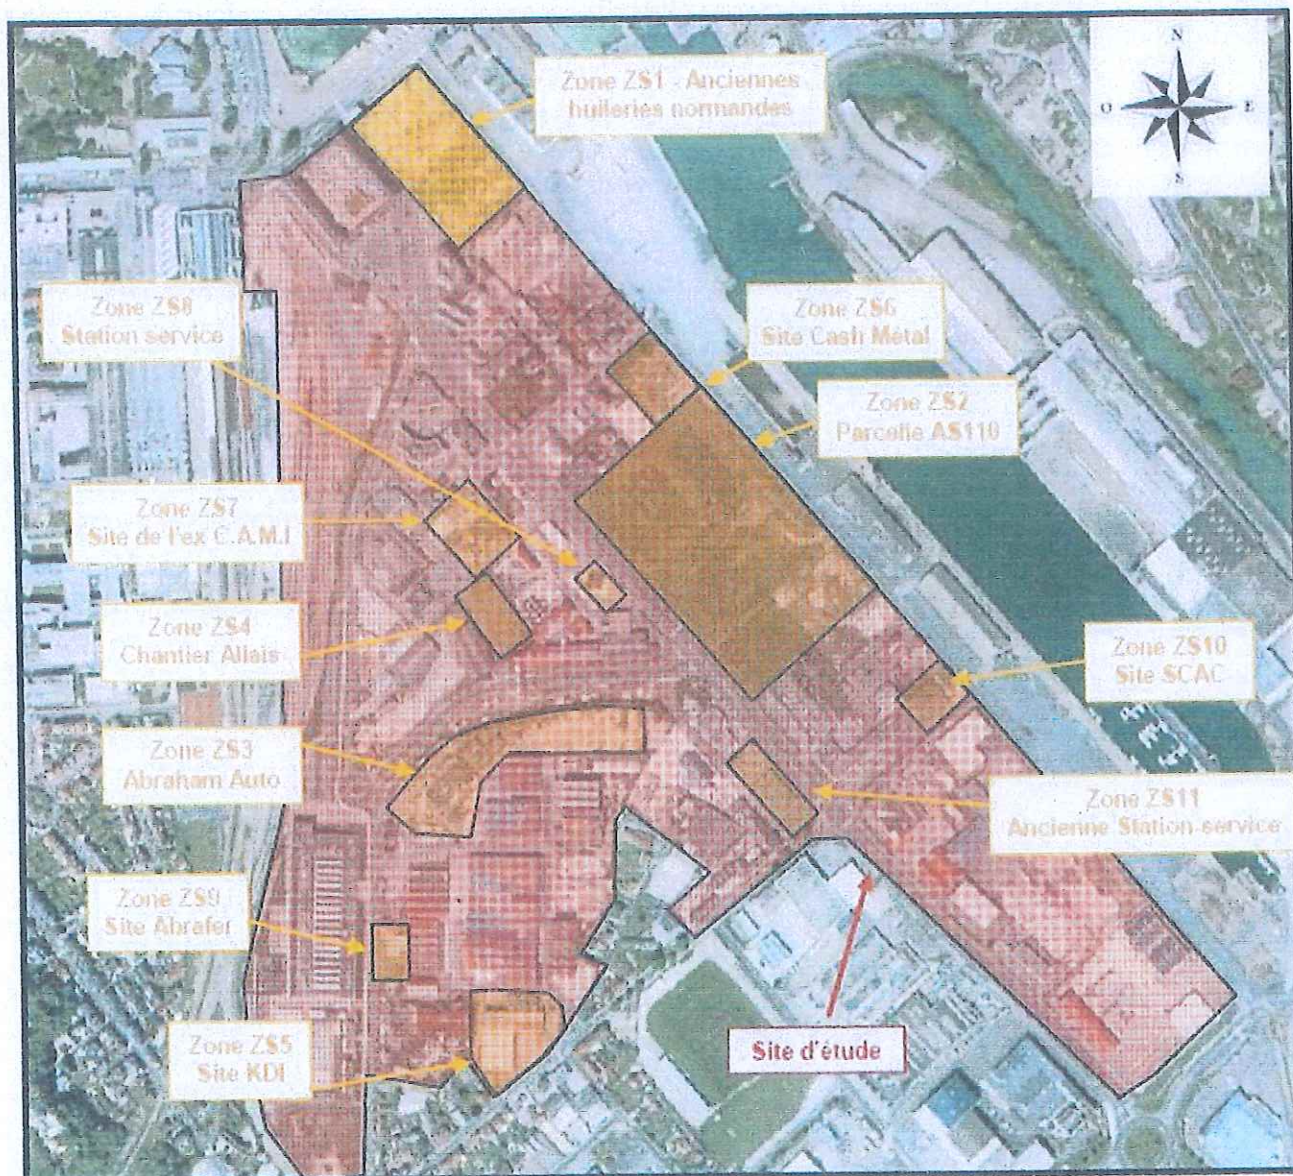 N
O
E
S
Zone ZS1 - Anciennes
huileries normandes
Zone ZS8
Station service
Zone ZS6
Site Cash Métal
Zone ZS2
Parcelle AS110
Zone ZS7
Site de l'ex C.A.M.I
Zone ZS4
Chantier Allais
Zone ZS10
Site SCAC
Zone ZS3
Abraham Auto
Zone ZS11
Ancienne Station-service
Zone ZS9
Site Abrafer
Zone ZS5
Site KDI
Site d'étude